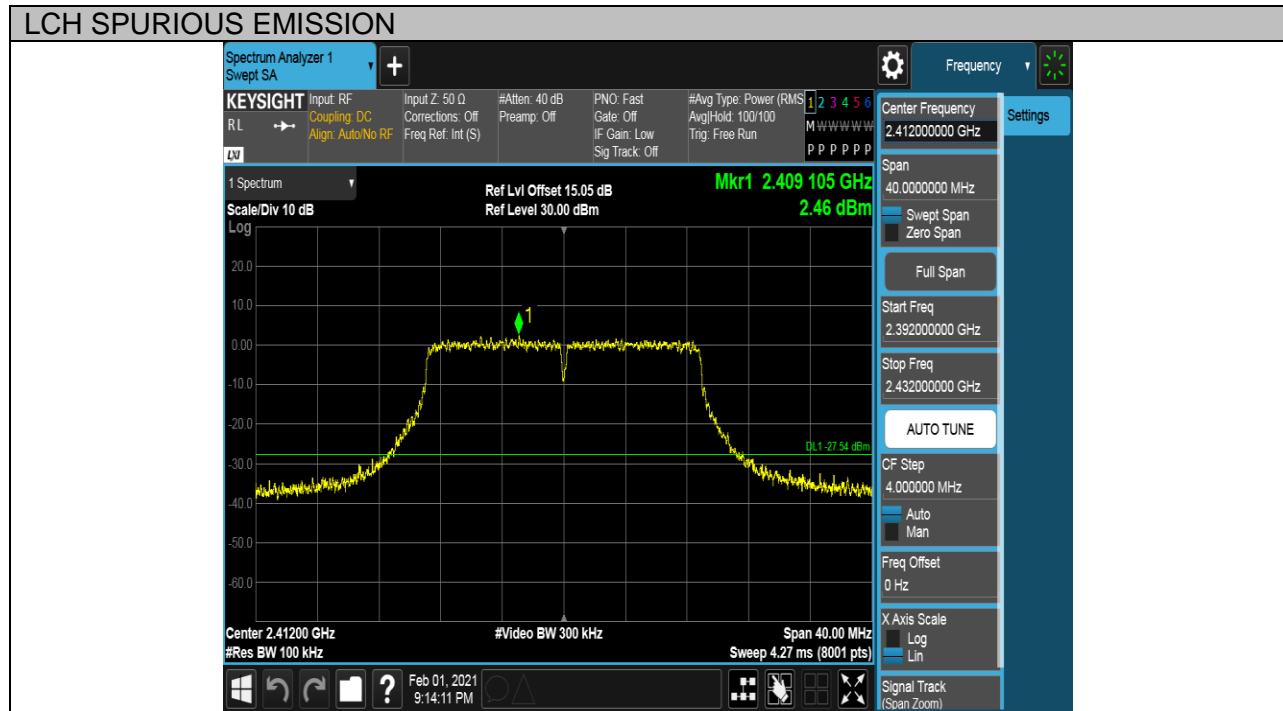 LCH SPURIOUS EMISSION
Spectrum Analyzer 1
Swept SA
+
Frequency
KEYSIGHT
RL
LXI
Input: RF
Coupling: DC
Align: Auto/No RF
Input Z: 50 Ω
Corrections: Off
Freq Ref: Int (S)
#Atten: 40 dB
Preamp: Off
PNO: Fast
Gate: Off
IF Gain: Low
Sig Track: Off
#Avg Type: Power (RMS
Avg|Hold: 100/100
Trig: Free Run
1 2 3 4 5 6
M W W W W W
P P P P P P
1 Spectrum
Scale/Div 10 dB
Ref Lvl Offset 15.05 dB
Ref Level 30.00 dBm
Mkr1 2.409 105 GHz
2.46 dBm
Log
20.0
10.0
0.00
-10.0
-20.0
-30.0
-40.0
-50.0
-60.0
1
DL1 -27.54 dBm
Center 2.41200 GHz
#Res BW 100 kHz
#Video BW 300 kHz
Span 40.00 MHz
Sweep 4.27 ms (8001 pts)
?
Feb 01, 2021
9:14:11 PM
Center Frequency
2.412000000 GHz
Span
40.0000000 MHz
Swept Span
Zero Span
Full Span
Start Freq
2.392000000 GHz
Stop Freq
2.432000000 GHz
AUTO TUNE
CF Step
4.000000 MHz
Auto
Man
Freq Offset
0 Hz
X Axis Scale
Log
Lin
Signal Track
(Span Zoom)
Settings